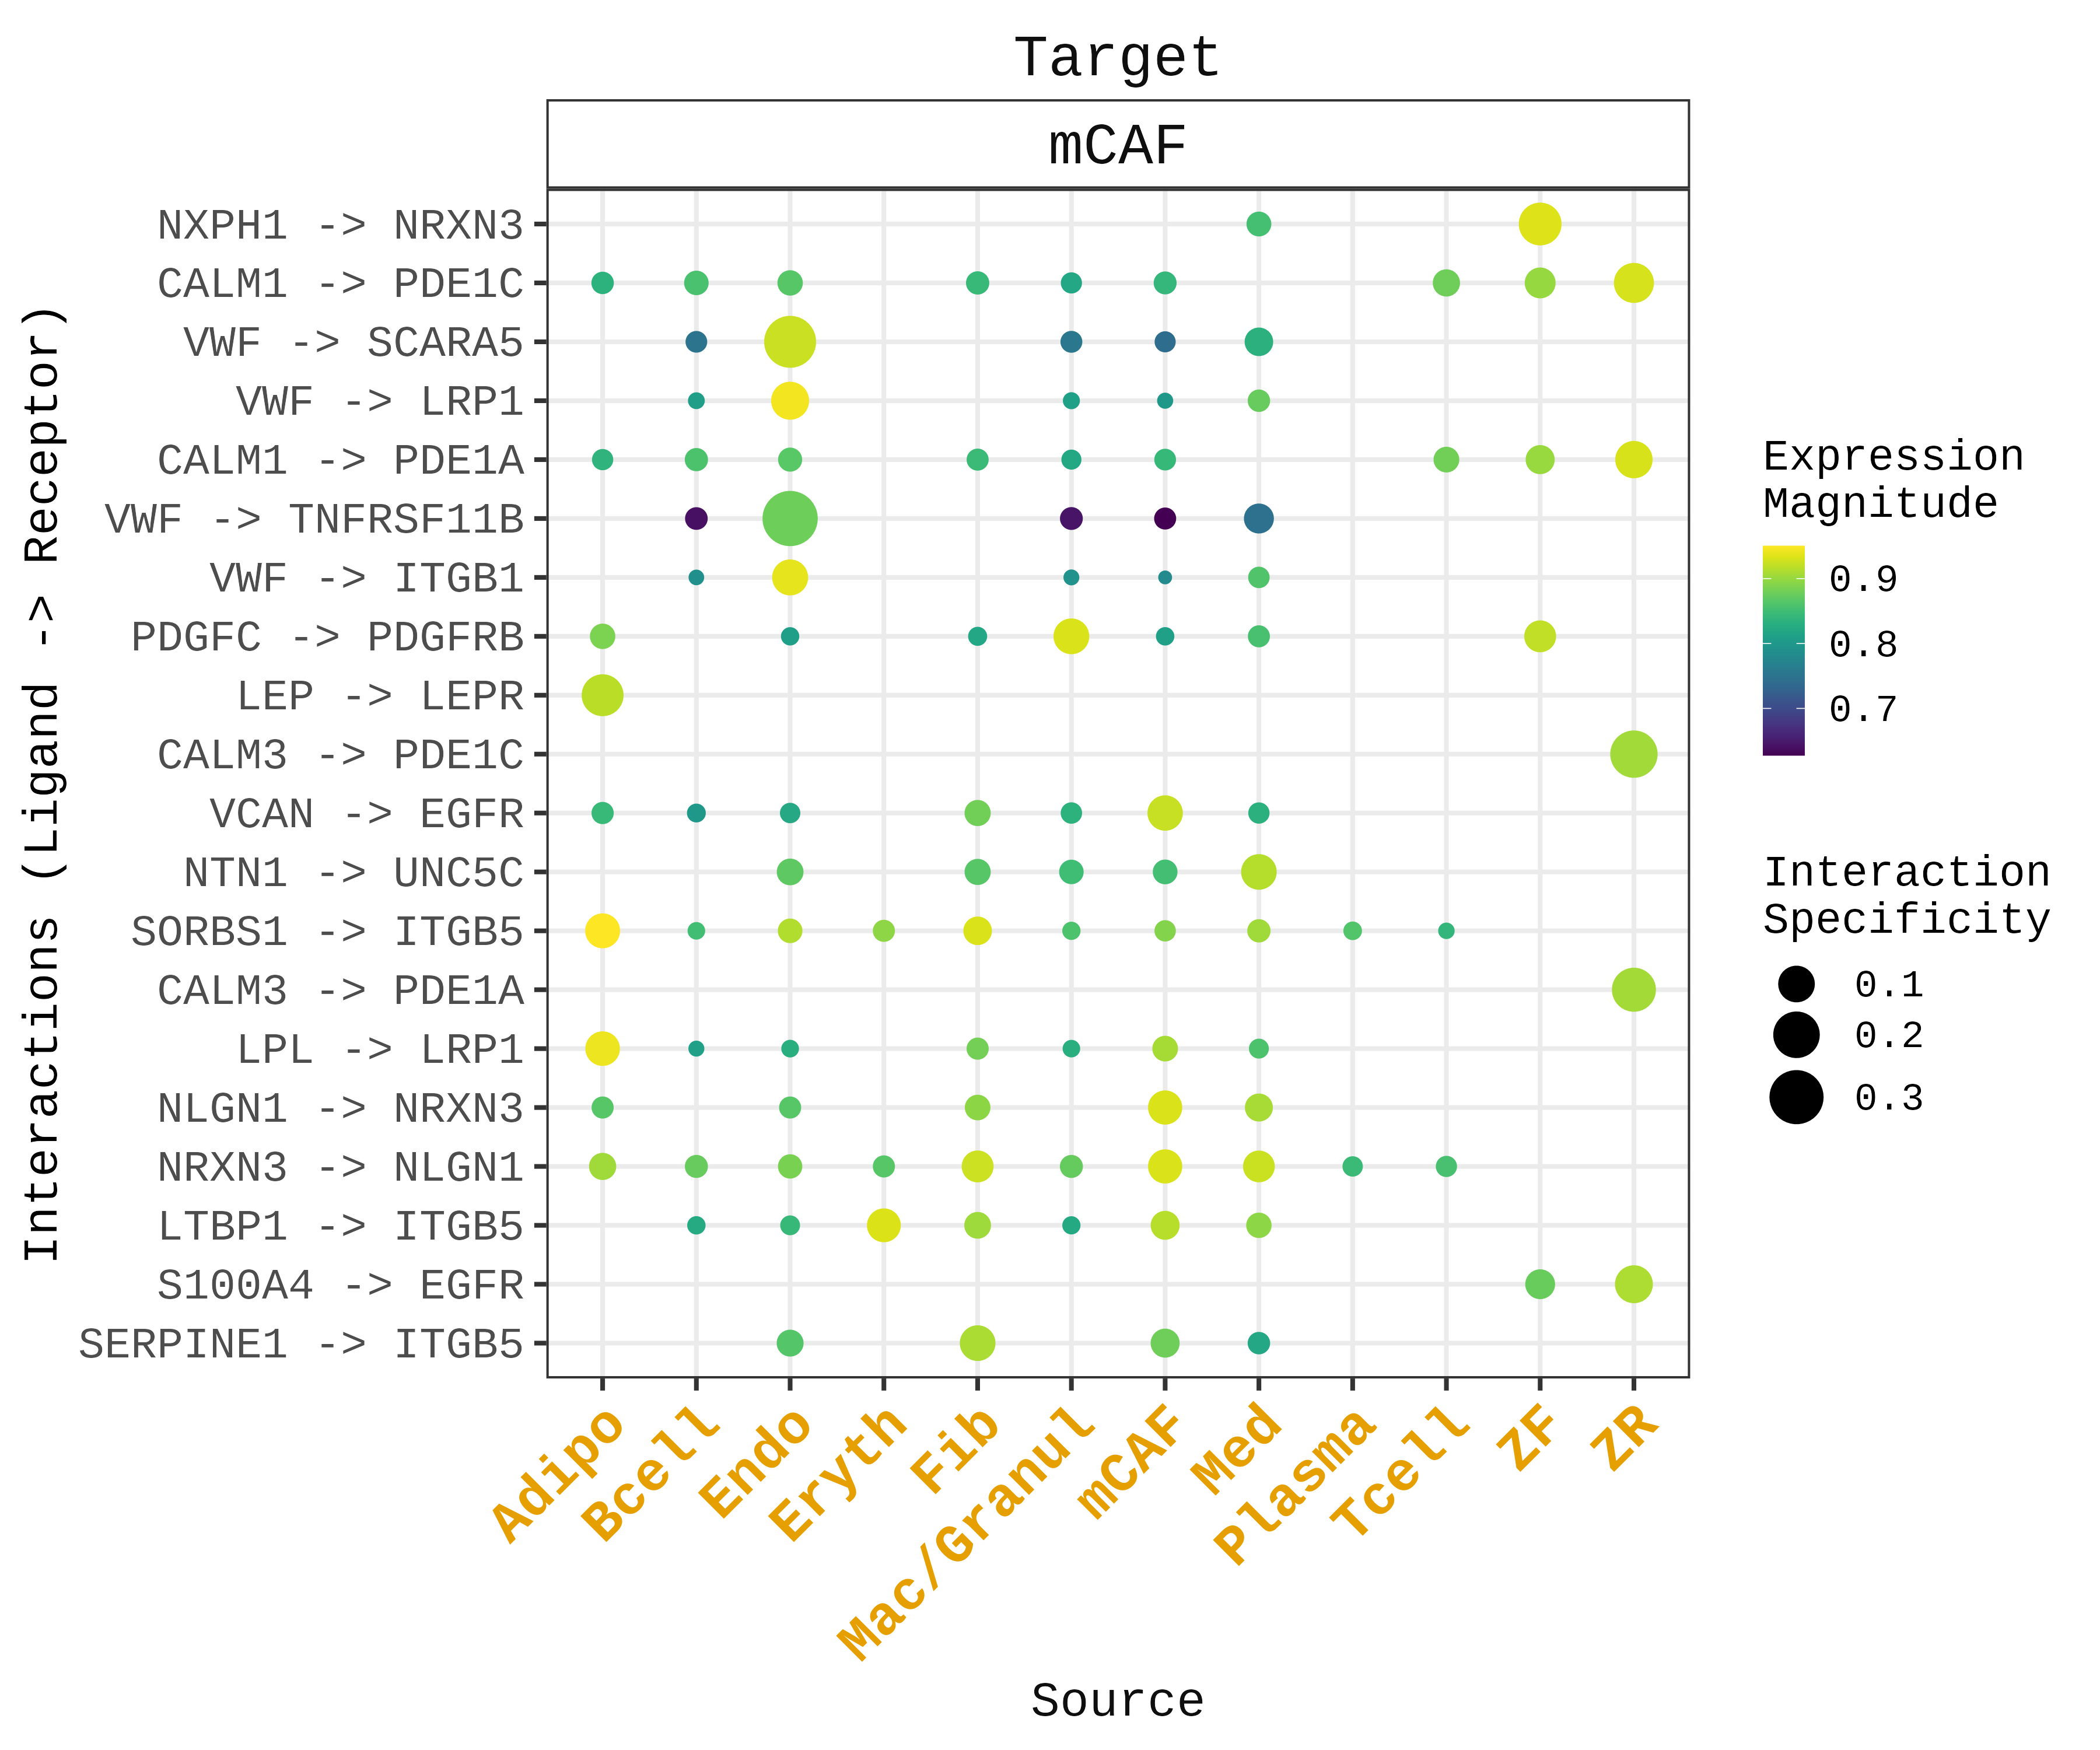 Target
mCAF
Interactions (Ligand -> Receptor)
NXPH1 -> NRXN3
CALM1 -> PDE1C
VWF -> SCARA5
VWF -> LRP1
CALM1 -> PDE1A
VWF -> TNFRSF11B
VWF -> ITGB1
PDGFC -> PDGFRB
LEP -> LEPR
CALM3 -> PDE1C
VCAN -> EGFR
NTN1 -> UNC5C
SORBS1 -> ITGB5
CALM3 -> PDE1A
LPL -> LRP1
NLGN1 -> NRXN3
NRXN3 -> NLGN1
LTBP1 -> ITGB5
S100A4 -> EGFR
SERPINE1 -> ITGB5
Adipo
Bcell
Endo
Eryth
Fib
Mac/Granul
mCAF
Med
Plasma
Tcell
ZF
ZR
Source
Expression
Magnitude
0.9
0.8
0.7
Interaction
Specificity
0.1
0.2
0.3